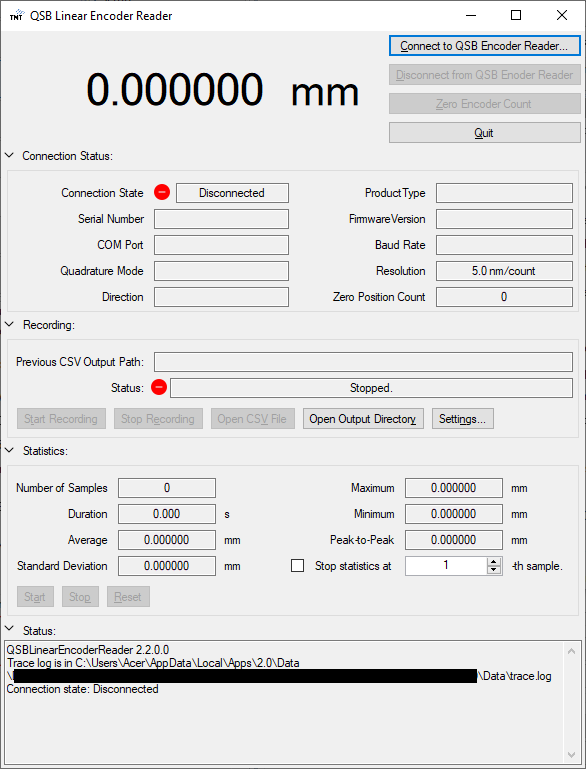 TNT QSB Linear Encoder Reader
0.000000 mm
Connect to QSB Encoder Reader...
Disconnect from QSB Enoder Reader
Zero Encoder Count
Quit
Connection Status:
Connection State Disconnected ProductType
Serial Number FirmwareVersion
COM Port Baud Rate
Quadrature Mode Resolution 5.0 nm/count
Direction Zero Position Count 0
Recording:
Previous CSV Output Path:
Status: Stopped.
Start Recording Stop Recording Open CSV File Open Output Directory Settings...
Statistics:
Number of Samples 0 Maximum 0.000000 mm
Duration 0.000 s Minimum 0.000000 mm
Average 0.000000 mm Peak-to-Peak 0.000000 mm
Standard Deviation 0.000000 mm Stop statistics at 1 -th sample.
Start Stop Reset
Status:
QSBLinearEncoderReader 2.2.0.0
Trace log is in C:\Users\Acer\AppData\Local\Apps\2.0\Data
\ \Data\trace.log
Connection state: Disconnected